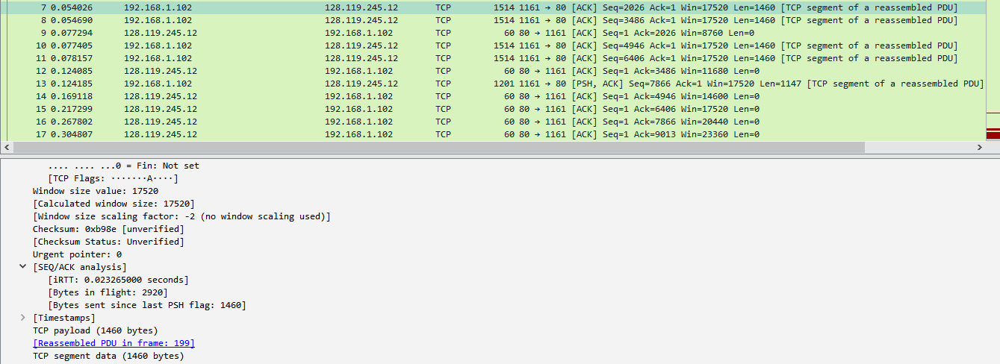 7 0.054026 192.168.1.102 128.119.245.12 TCP 1514 1161 → 80 [ACK] Seq=2026 Ack=1 Win=17520 Len=1460 [TCP segment of a reassembled PDU]
8 0.054690 192.168.1.102 128.119.245.12 TCP 1514 1161 → 80 [ACK] Seq=3486 Ack=1 Win=17520 Len=1460 [TCP segment of a reassembled PDU]
9 0.077294 128.119.245.12 192.168.1.102 TCP 60 80 → 1161 [ACK] Seq=1 Ack=2026 Win=8760 Len=0
10 0.077405 192.168.1.102 128.119.245.12 TCP 1514 1161 → 80 [ACK] Seq=4946 Ack=1 Win=17520 Len=1460 [TCP segment of a reassembled PDU]
11 0.078157 192.168.1.102 128.119.245.12 TCP 1514 1161 → 80 [ACK] Seq=6406 Ack=1 Win=17520 Len=1460 [TCP segment of a reassembled PDU]
12 0.124085 128.119.245.12 192.168.1.102 TCP 60 80 → 1161 [ACK] Seq=1 Ack=3486 Win=11680 Len=0
13 0.124185 192.168.1.102 128.119.245.12 TCP 1201 1161 → 80 [PSH, ACK] Seq=7866 Ack=1 Win=17520 Len=1147 [TCP segment of a reassembled PDU]
14 0.169118 128.119.245.12 192.168.1.102 TCP 60 80 → 1161 [ACK] Seq=1 Ack=4946 Win=14600 Len=0
15 0.217299 128.119.245.12 192.168.1.102 TCP 60 80 → 1161 [ACK] Seq=1 Ack=6406 Win=17520 Len=0
16 0.267802 128.119.245.12 192.168.1.102 TCP 60 80 → 1161 [ACK] Seq=1 Ack=7866 Win=20440 Len=0
17 0.304807 128.119.245.12 192.168.1.102 TCP 60 80 → 1161 [ACK] Seq=1 Ack=9013 Win=23360 Len=0
.... .... ...0 = Fin: Not set
[TCP Flags: ·······A····]
Window size value: 17520
[Calculated window size: 17520]
[Window size scaling factor: -2 (no window scaling used)]
Checksum: 0xb98e [unverified]
[Checksum Status: Unverified]
Urgent pointer: 0
[SEQ/ACK analysis]
[iRTT: 0.023265000 seconds]
[Bytes in flight: 2920]
[Bytes sent since last PSH flag: 1460]
[Timestamps]
TCP payload (1460 bytes)
[Reassembled PDU in frame: 199]
TCP segment data (1460 bytes)